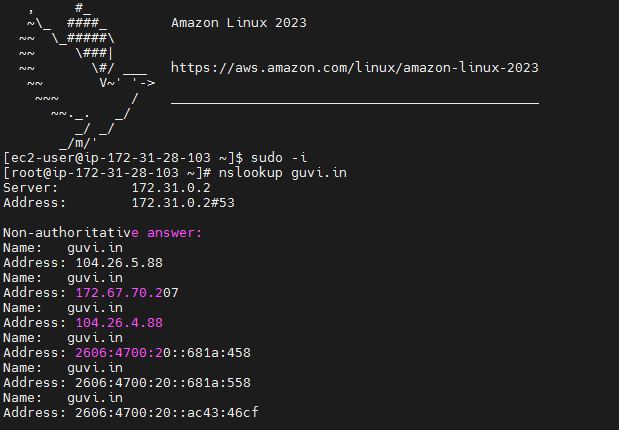 ,     #_
   ~\_  ####_        Amazon Linux 2023
  ~~  \_#####\
  ~~     \###|
  ~~       \#/ ___   https://aws.amazon.com/linux/amazon-linux-2023
   ~~       V~' '->
    ~~~         /    _______________________________________________
      ~~._.   _/
         _/ _/
       _/m/'
[ec2-user@ip-172-31-28-103 ~]$ sudo -i
[root@ip-172-31-28-103 ~]# nslookup guvi.in
Server:         172.31.0.2
Address:        172.31.0.2#53

Non-authoritative answer:
Name:   guvi.in
Address: 104.26.5.88
Name:   guvi.in
Address: 172.67.70.207
Name:   guvi.in
Address: 104.26.4.88
Name:   guvi.in
Address: 2606:4700:20::681a:458
Name:   guvi.in
Address: 2606:4700:20::681a:558
Name:   guvi.in
Address: 2606:4700:20::ac43:46cf